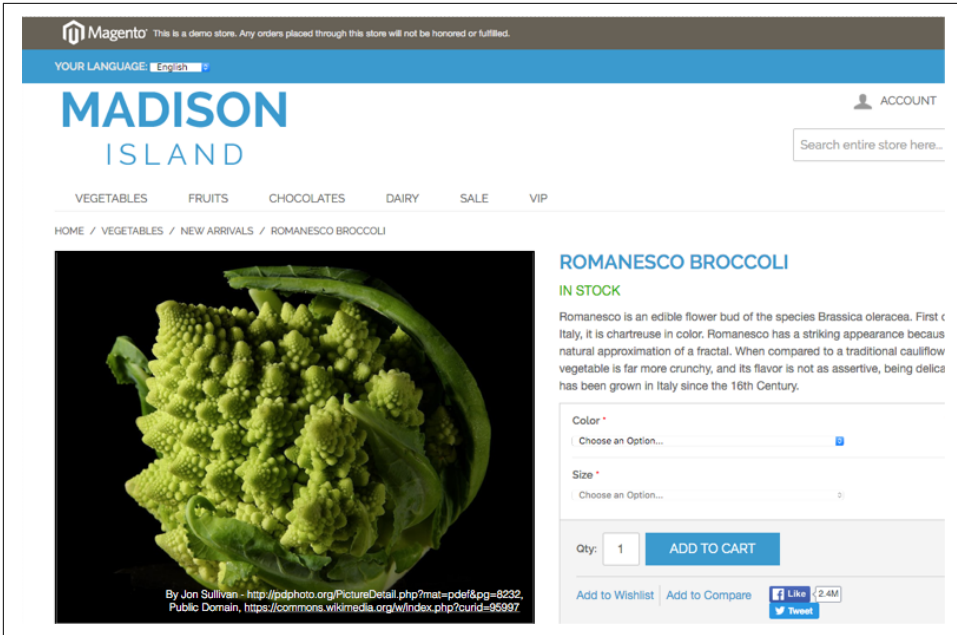 Magento® This is a demo store. Any orders placed through this store will not be honored or fulfilled.
YOUR LANGUAGE: English
MADISON
ISLAND
ACCOUNT
Search entire store here...
VEGETABLES FRUITS CHOCOLATES DAIRY SALE VIP
HOME / VEGETABLES / NEW ARRIVALS / ROMANESCO BROCCOLI
ROMANESCO BROCCOLI
IN STOCK
Romanesco is an edible flower bud of the species Brassica oleracea. First
Italy, it is chartreuse in color. Romanesco has a striking appearance becaus
natural approximation of a fractal. When compared to a traditional cauliflow
vegetable is far more crunchy, and its flavor is not as assertive, being delica
has been grown in Italy since the 16th Century.
Color *
Choose an Option...
Size *
Choose an Option...
Qty: 1 ADD TO CART
Add to Wishlist Add to Compare Like 2.4M
Tweet
By Jon Sullivan - http://pdphoto.org/PictureDetail.php?mat=pdef&pg=8232,
Public Domain, https://commons.wikimedia.org/w/index.php?curid=95997